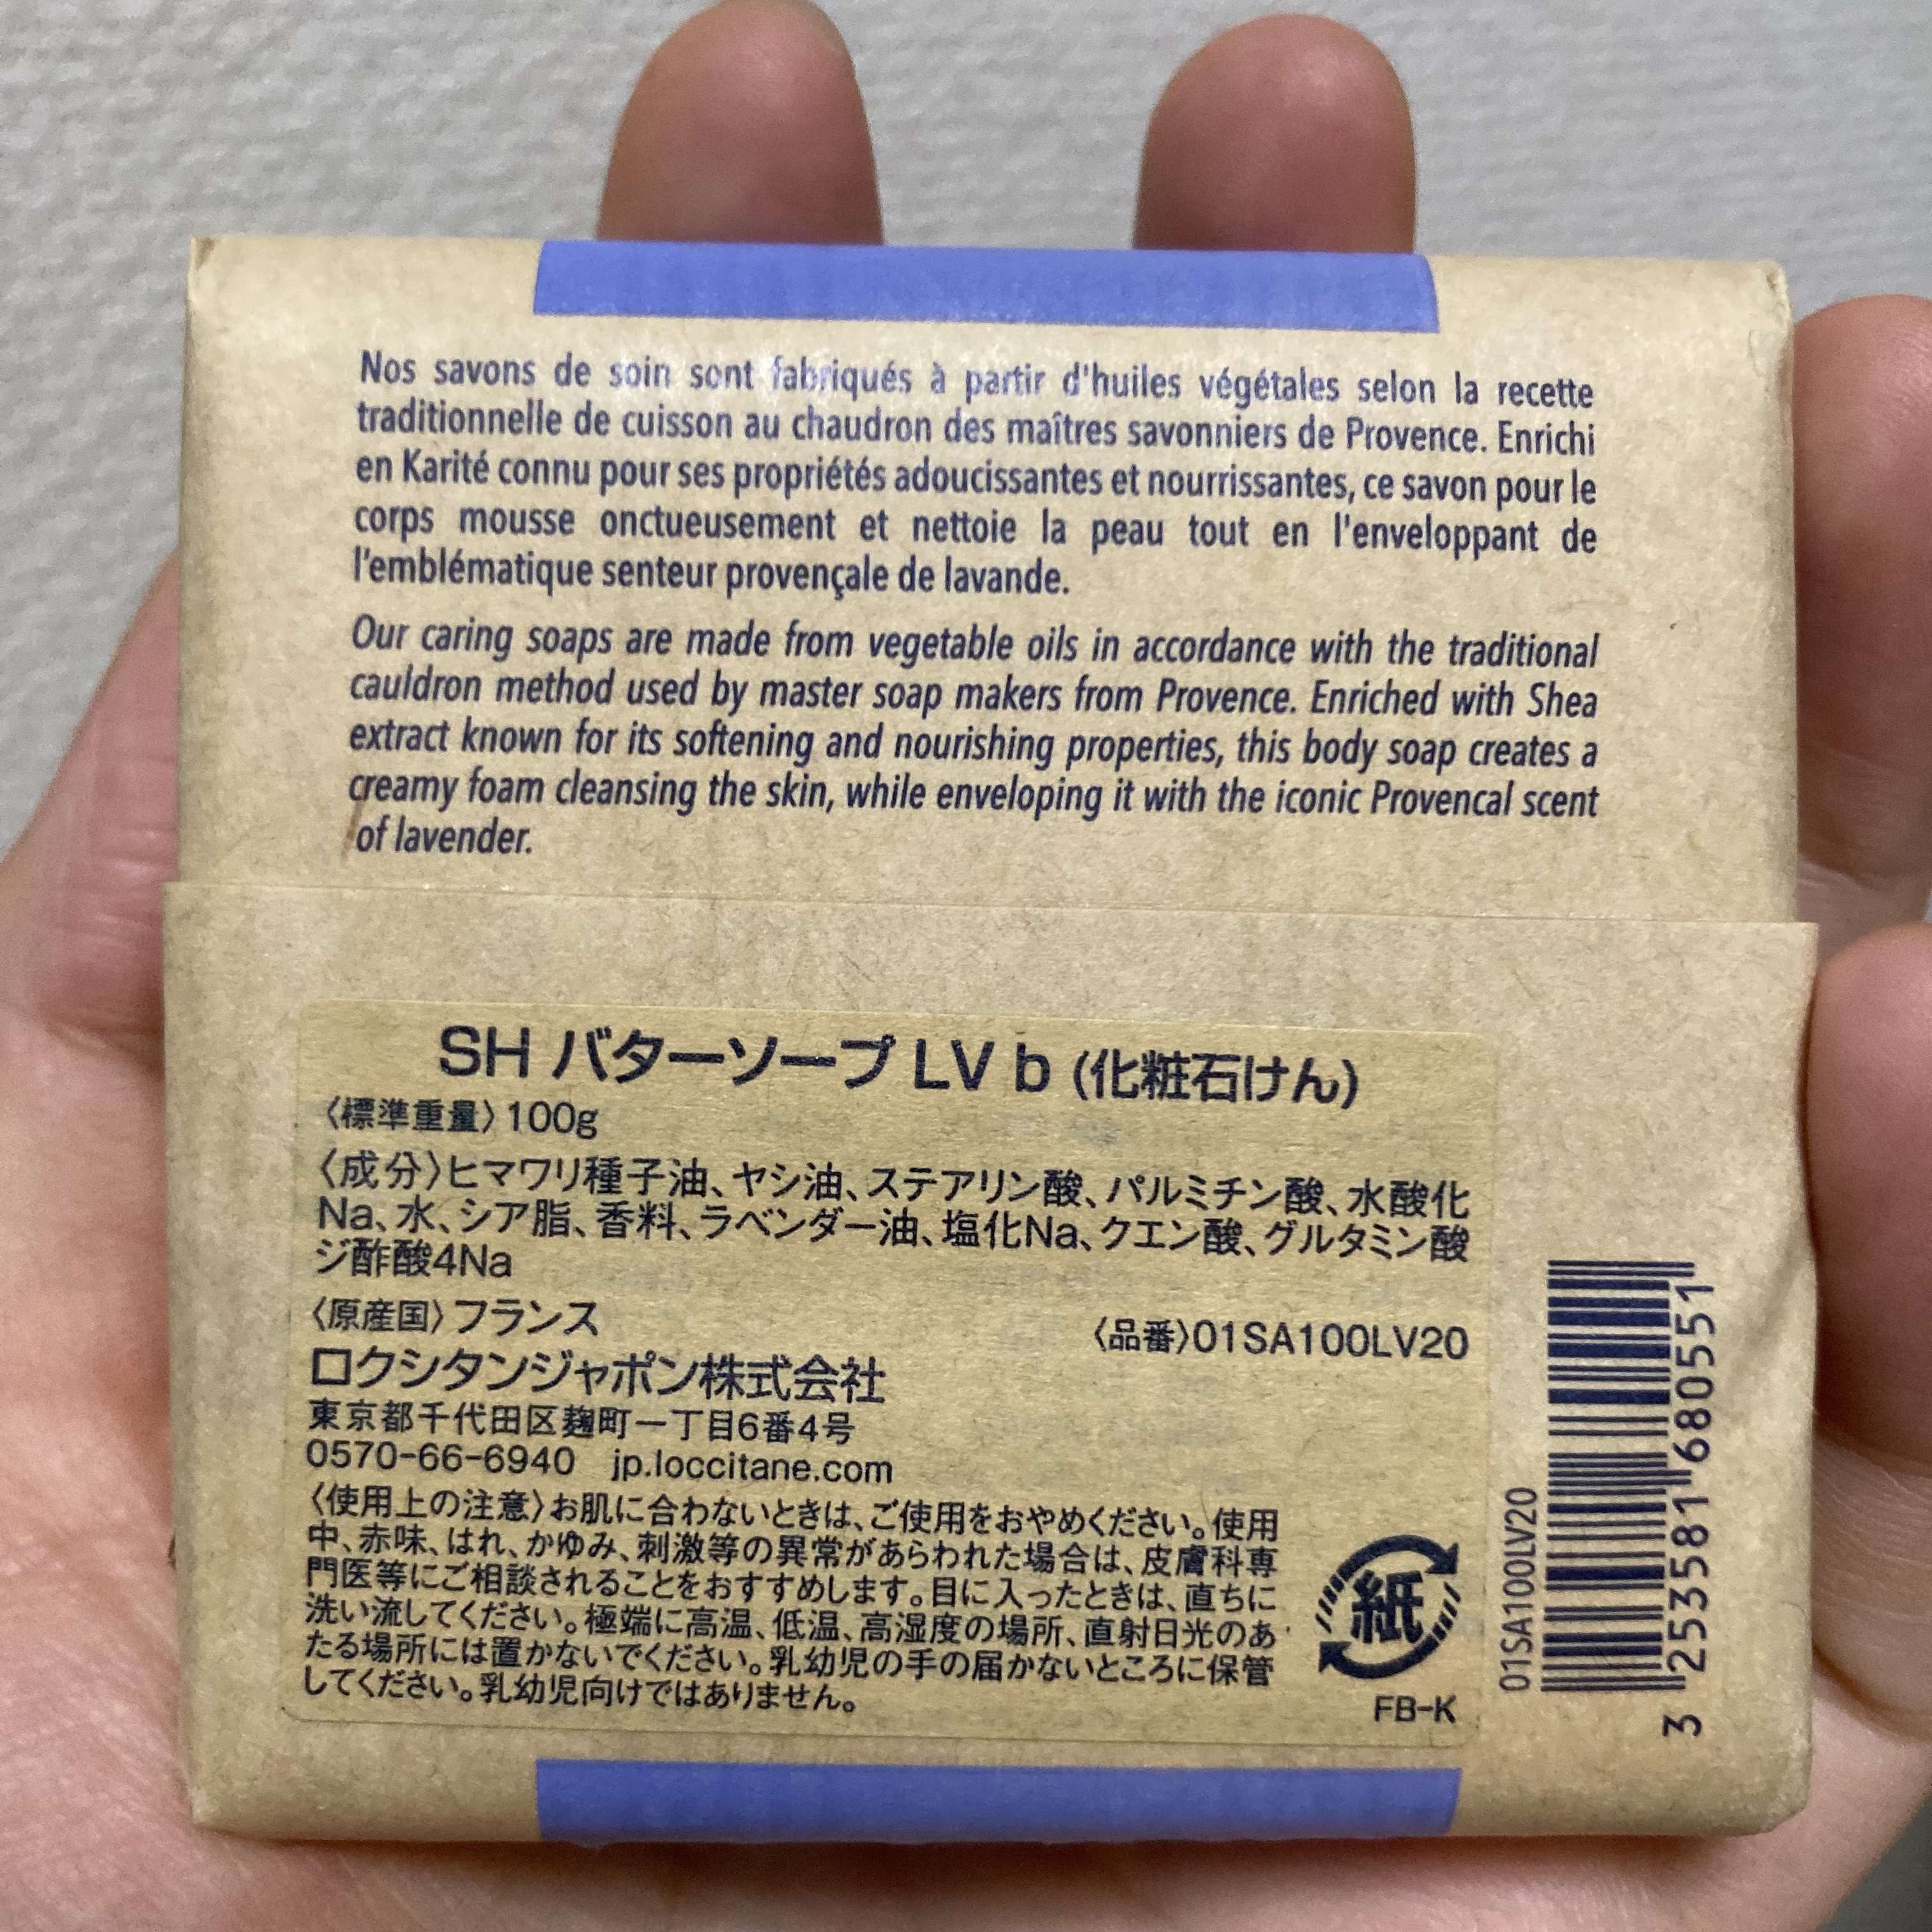 Nos savons de soin sont fabriqués à partir d'huiles végétales selon la recette
traditionnelle de cuisson au chaudron des maîtres savonniers de Provence. Enrichi
en Karité connu pour ses propriétés adoucissantes et nourrissantes, ce savon pour le
corps mousse onctueusement et nettoie la peau tout en l'enveloppant de
l'emblématique senteur provençale de lavande.
Our caring soaps are made from vegetable oils in accordance with the traditional
cauldron method used by master soap makers from Provence. Enriched with Shea
extract known for its softening and nourishing properties, this body soap creates a
creamy foam cleansing the skin, while enveloping it with the iconic Provencal scent
of lavender.
SH バターソープ LV b (化粧石けん)
〈標準重量〉100g
〈成分〉ヒマワリ種子油、ヤシ油、ステアリン酸、パルミチン酸、水酸化
Na、水、シア脂、香料、ラベンダー油、塩化Na、クエン酸、グルタミン酸
ジ酢酸4Na
〈原産国〉フランス
〈品番〉01SA100LV20
ロクシタンジャポン株式会社
東京都千代田区麹町一丁目6番4号
0570-66-6940 jp.loccitane.com
〈使用上の注意〉お肌に合わないときは、ご使用をおやめください。使用
中、赤味、はれ、かゆみ、刺激等の異常があらわれた場合は、皮膚科専
門医等にご相談されることをおすすめします。目に入ったときは、直ちに
洗い流してください。極端に高温、低温、高湿度の場所、直射日光のあ
たる場所には置かないでください。乳幼児の手の届かないところに保管
してください。乳幼児向けではありません。
紙
FB-K
01SA100LV20
3 253581 680551